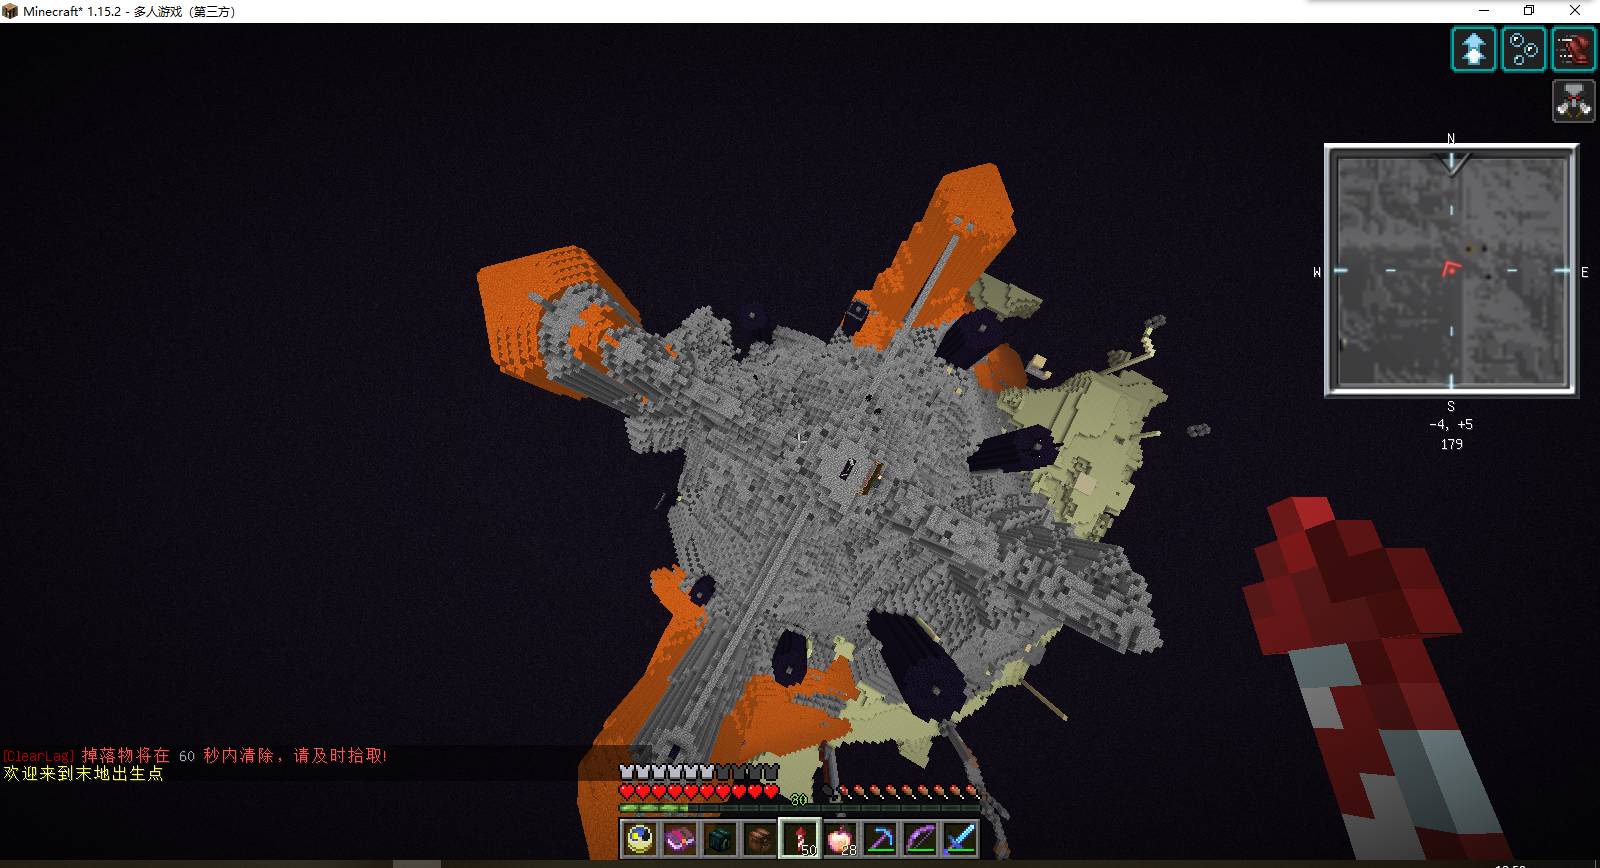 Minecraft* 1.15.2 - 多人游戏（第三方）
N
W
E
S
-4, +5
179
[ClearLag] 掉落物将在 60 秒内清除，请及时拾取!
欢迎来到末地出生点
80
50
28